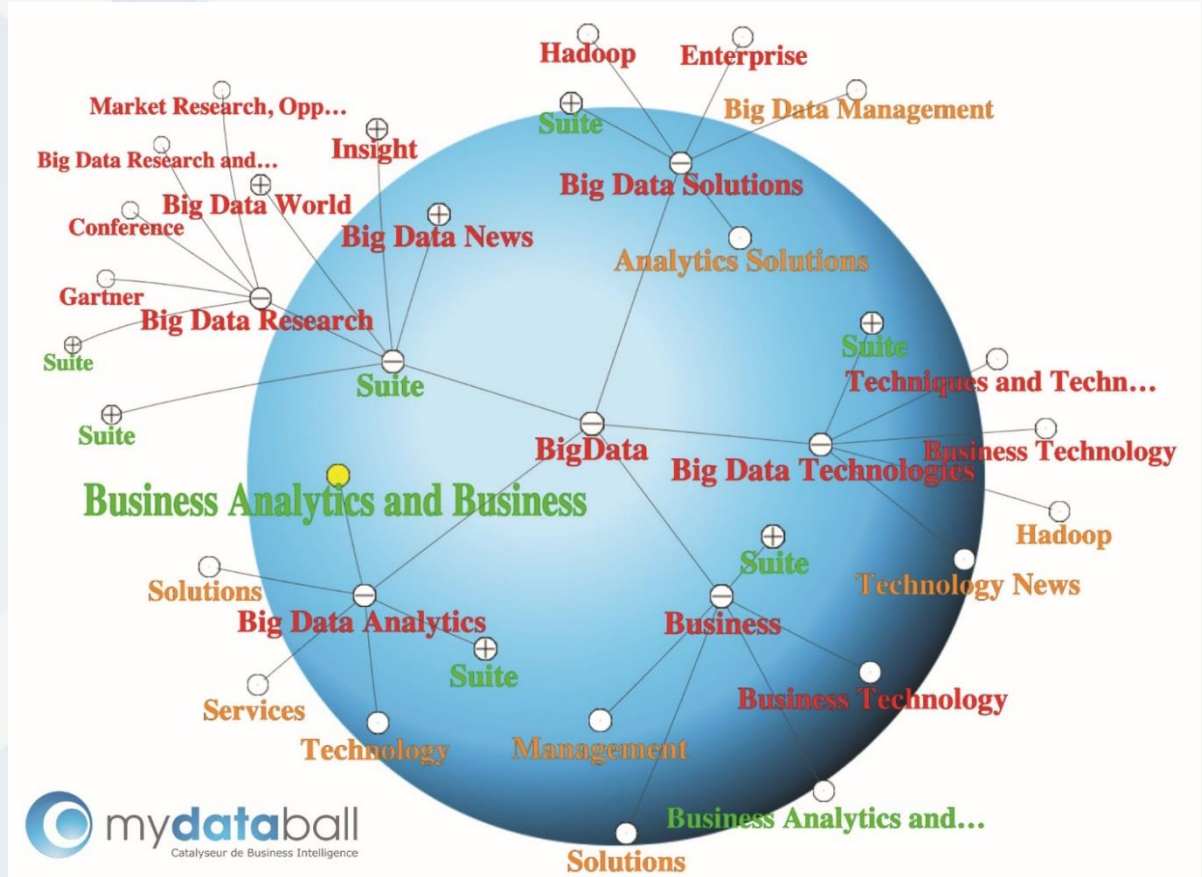 Hadoop
Enterprise
Market Research, Opp...
Suite
Big Data Management
Big Data Research and...
Insight
Big Data World
Big Data Solutions
Conference
Big Data News
Analytics Solutions
Gartner
Big Data Research
Suite
Suite
Suite
Techniques and Techn...
Suite
BigData
Big Data Technologies
Business Technology
Business Analytics and Business
Hadoop
Suite
Technology News
Solutions
Big Data Analytics
Business
Suite
Business Technology
Services
Technology
Management
Business Analytics and...
Solutions
mydataball
Catalyseur de Business Intelligence